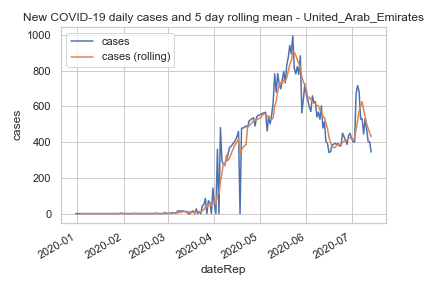 New COVID-19 daily cases and 5 day rolling mean - United_Arab_Emirates
cases
cases (rolling)
1000
800
600
400
200
0
cases
2020-01
2020-02
2020-03
2020-04
2020-05
2020-06
2020-07
dateRep